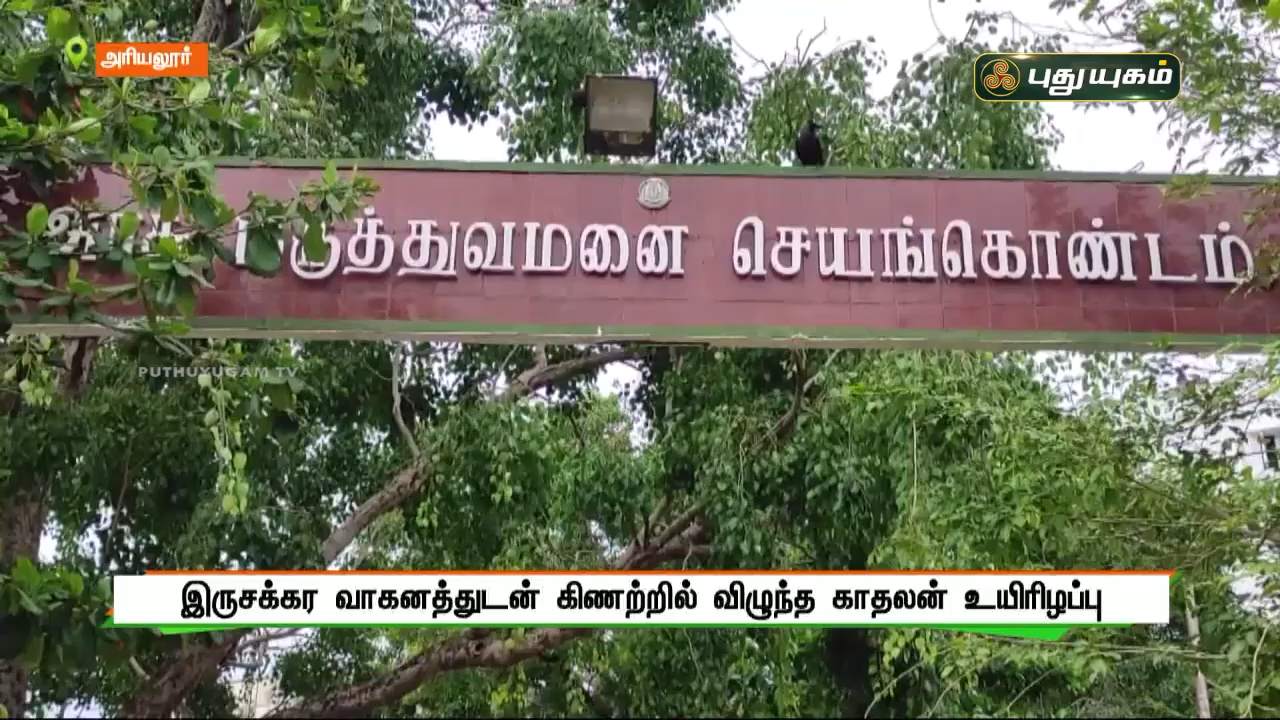 அரியலூர்
புதுயுகம்
மருத்துவமனை செயங்கொண்டம்
PUTHUYUGAM TV
இருசக்கர வாகனத்துடன் கிணற்றில் விழுந்த காதலன் உயிரிழப்பு